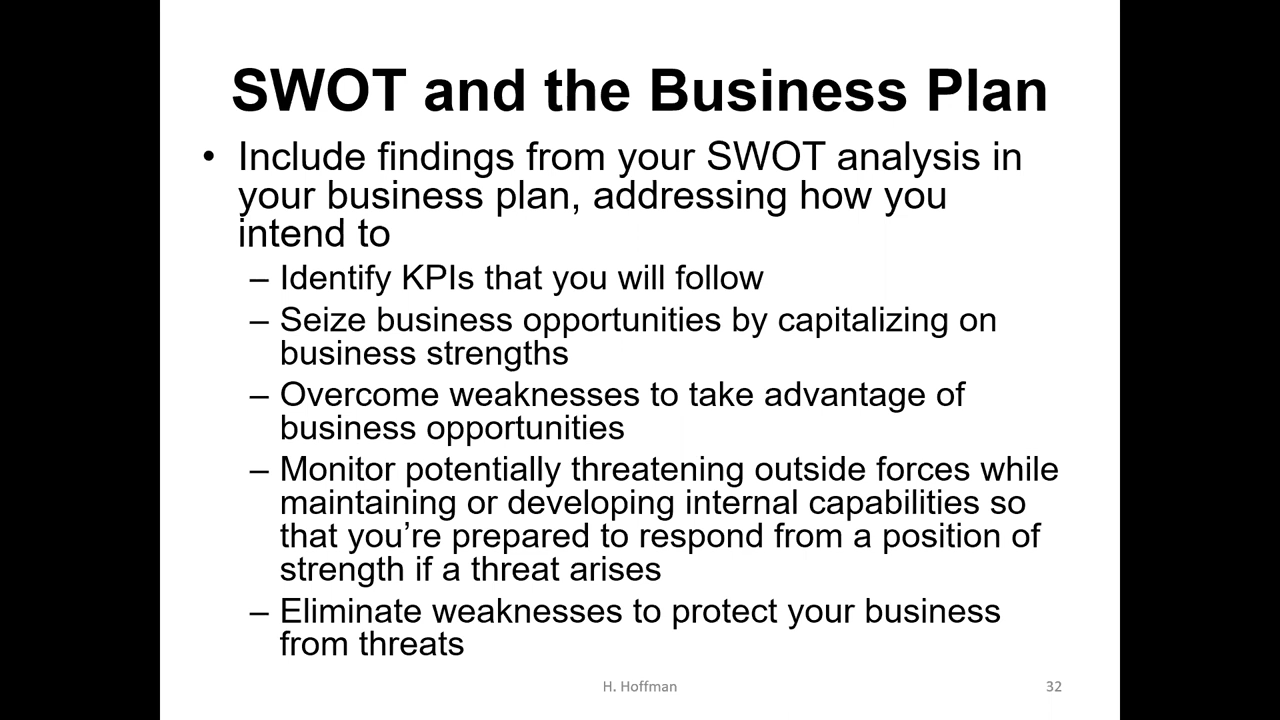 SWOT and the Business Plan
• Include findings from your SWOT analysis in
your business plan, addressing how you
intend to
– Identify KPIs that you will follow
– Seize business opportunities by capitalizing on
business strengths
– Overcome weaknesses to take advantage of
business opportunities
– Monitor potentially threatening outside forces while
maintaining or developing internal capabilities so
that you’re prepared to respond from a position of
strength if a threat arises
– Eliminate weaknesses to protect your business
from threats
H. Hoffman
32